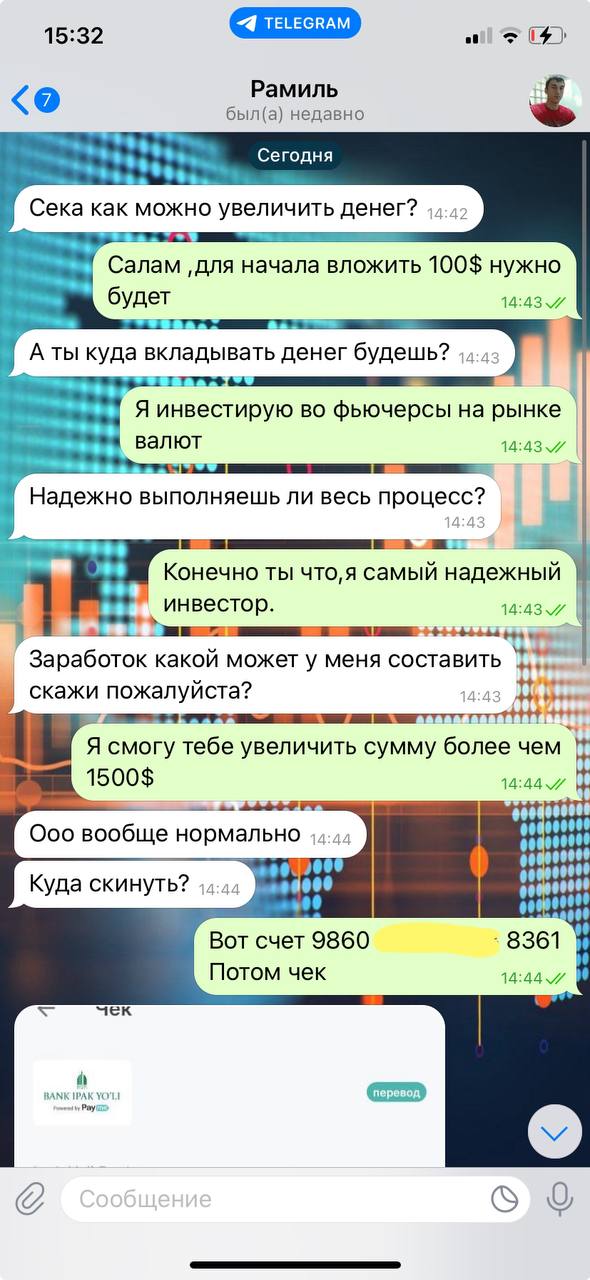 15:32
TELEGRAM
7
Рамиль
был(а) недавно
Сегодня
Сека как можно увеличить денег? 14:42
Салам ,для начала вложить 100$ нужно
будет 14:43
А ты куда вкладывать денег будешь? 14:43
Я инвестирую во фьючерсы на рынке
валют 14:43
Надежно выполняешь ли весь процесс?
14:43
Конечно ты что,я самый надежный
инвестор. 14:43
Заработок какой может у меня составить
скажи пожалуйста? 14:43
Я смогу тебе увеличить сумму более чем
1500$ 14:44
Ооо вообще нормально 14:44
Куда скинуть? 14:44
Вот счет 9860 8361
Потом чек 14:44
Чек
BANK IPAK YO'LI
Powered by Payme
перевод
Сообщение